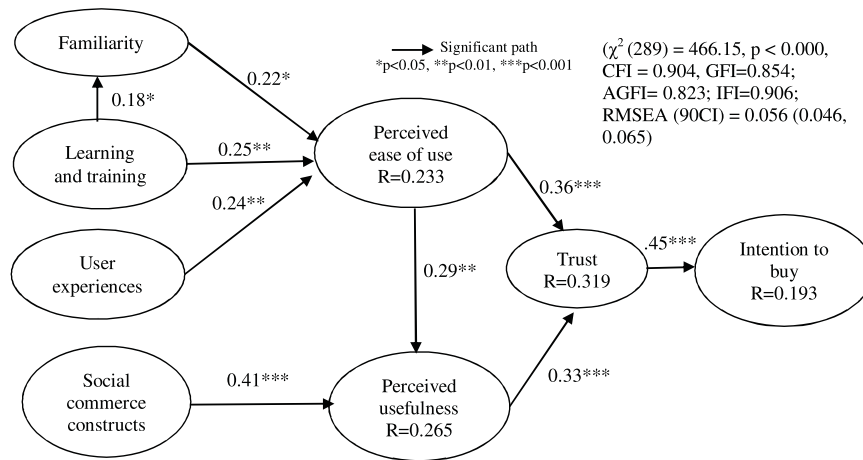 Familiarity
0.18*
Learning
and training
User
experiences
Social
commerce
constructs
0.22*
0.25**
0.24**
0.41***
Significant path
*p<0.05, **p<0.01, ***p<0.001
(χ² (289) = 466.15, p < 0.000,
CFI = 0.904, GFI=0.854;
AGFI= 0.823; IFI=0.906;
RMSEA (90CI) = 0.056 (0.046,
0.065)
Perceived
ease of use
R=0.233
0.29**
Perceived
usefulness
R=0.265
0.36***
0.33***
Trust
R=0.319
.45***
Intention to
buy
R=0.193